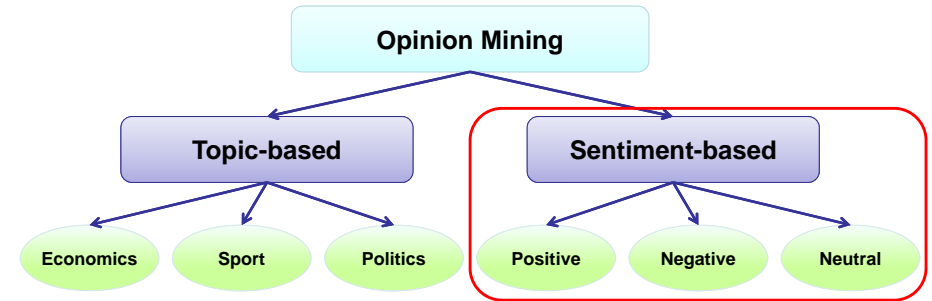 Opinion Mining
Topic-based
Sentiment-based
Economics
Sport
Politics
Positive
Negative
Neutral